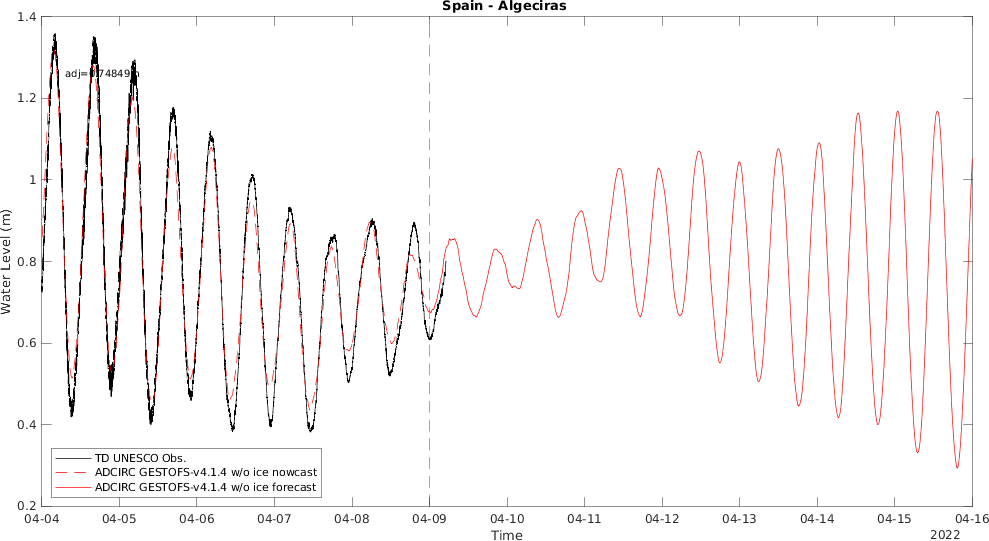 Spain - Algeciras
1.4
1.2
1
0.8
0.6
0.4
0.2
Water Level (m)
adj=0.74849m
TD UNESCO Obs.
ADCIRC GESTOFS-v4.1.4 w/o ice nowcast
ADCIRC GESTOFS-v4.1.4 w/o ice forecast
04-04 04-05 04-06 04-07 04-08 04-09 04-10 04-11 04-12 04-13 04-14 04-15 04-16
Time
2022